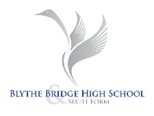 BLYTHE BRIDGE HIGH SCHOOL
& SIXTH FORM